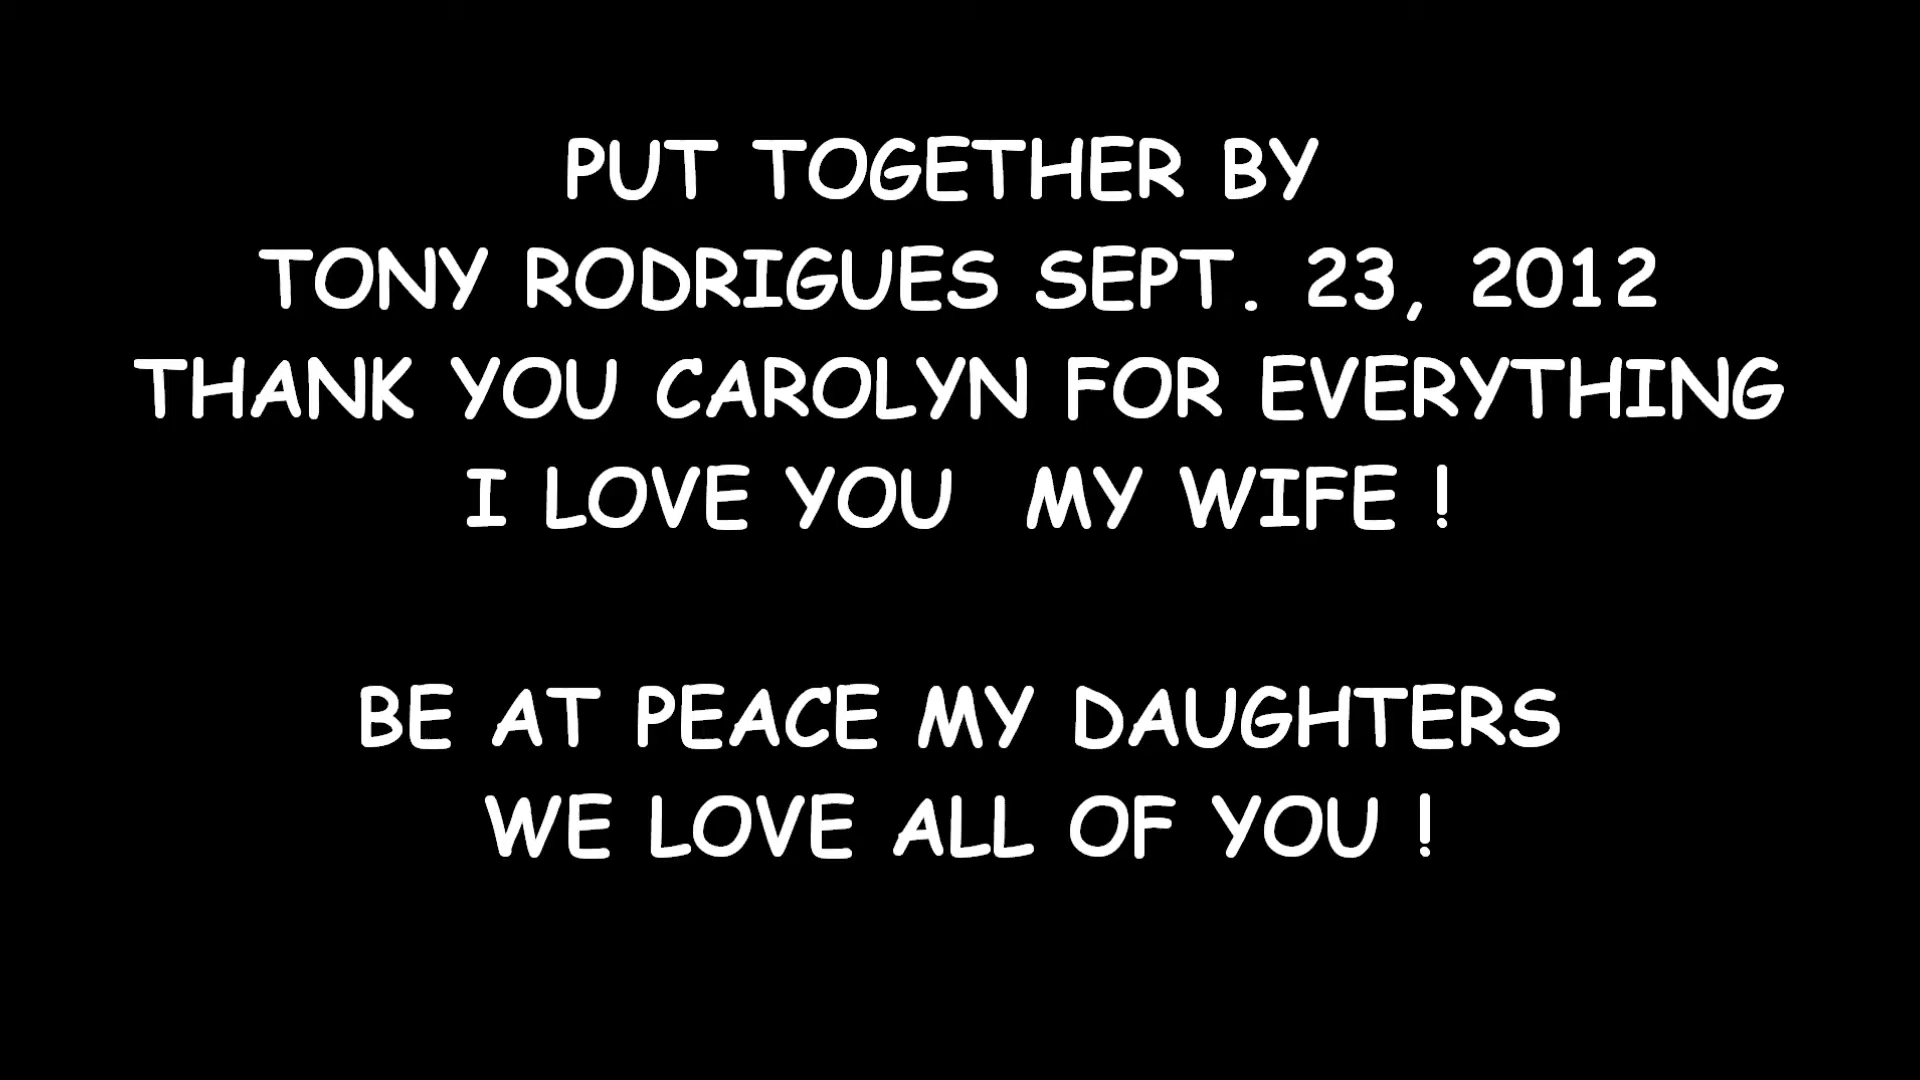 PUT TOGETHER BY
TONY RODRIGUES SEPT. 23, 2012
THANK YOU CAROLYN FOR EVERYTHING
I LOVE YOU  MY WIFE !
BE AT PEACE MY DAUGHTERS
WE LOVE ALL OF YOU !